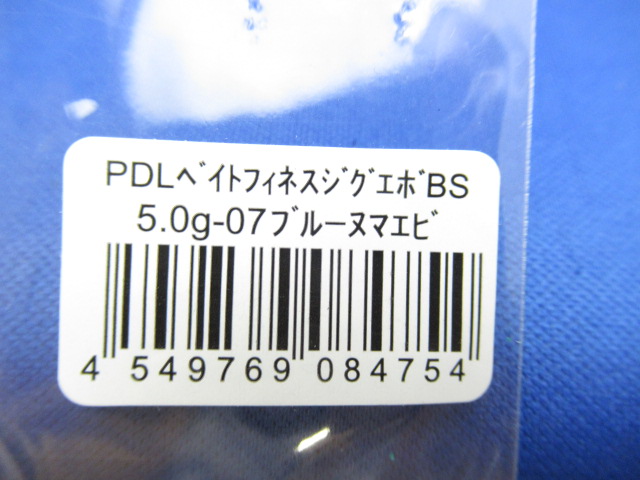 PDLﾍﾞｲﾄﾌｨﾈｽｼﾞｸﾞｴﾎﾞBS
5.0g-07ﾌﾞﾙｰﾇﾏｴﾋﾞ
4 549769 084754